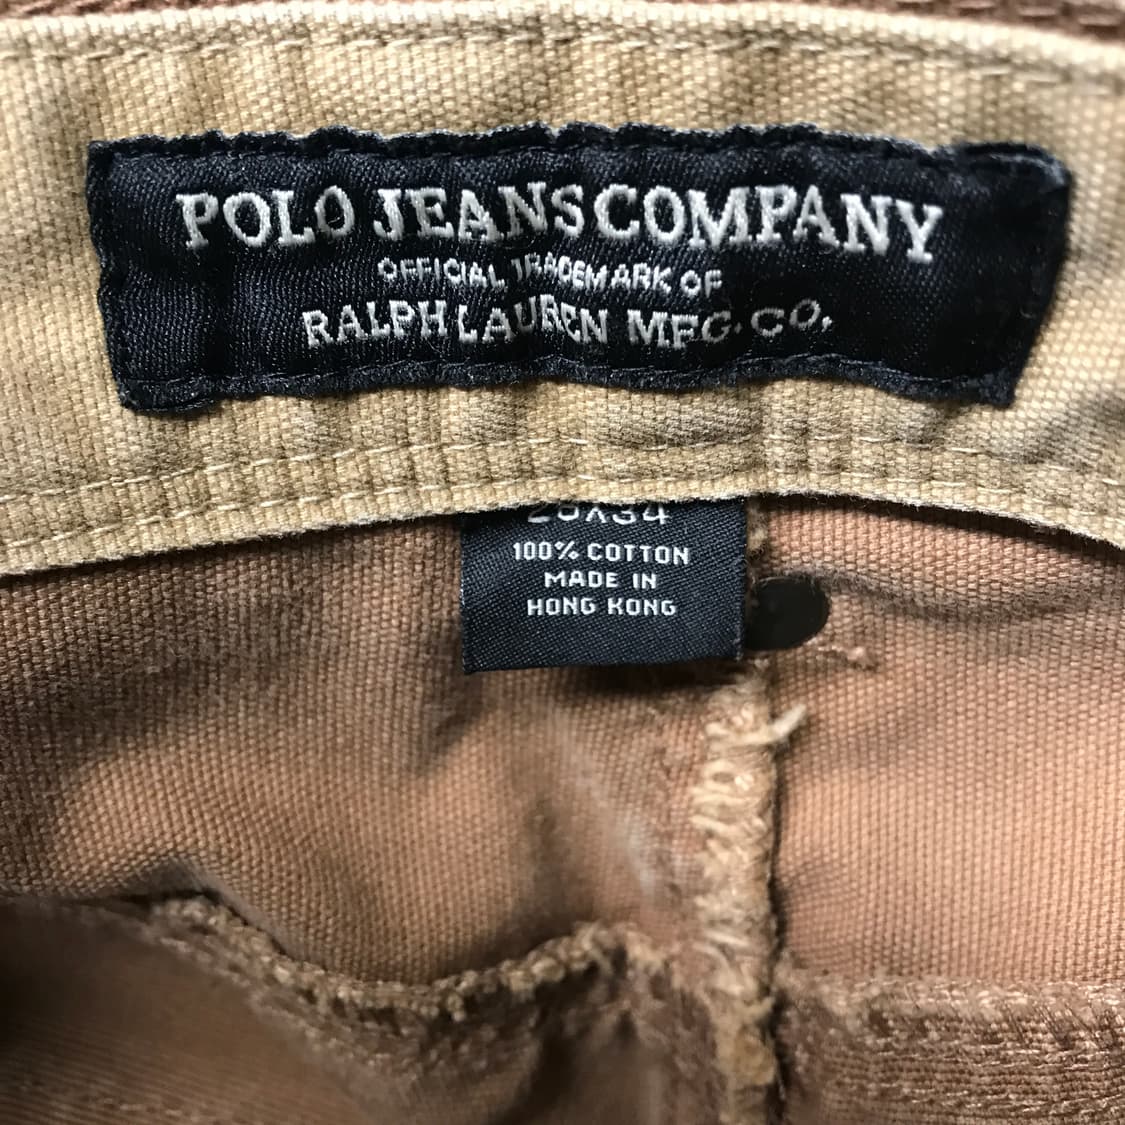 POLO JEANS COMPANY
OFFICIAL TRADEMARK OF
RALPH LAUREN MFG. CO.
100% COTTON
MADE IN
HONG KONG